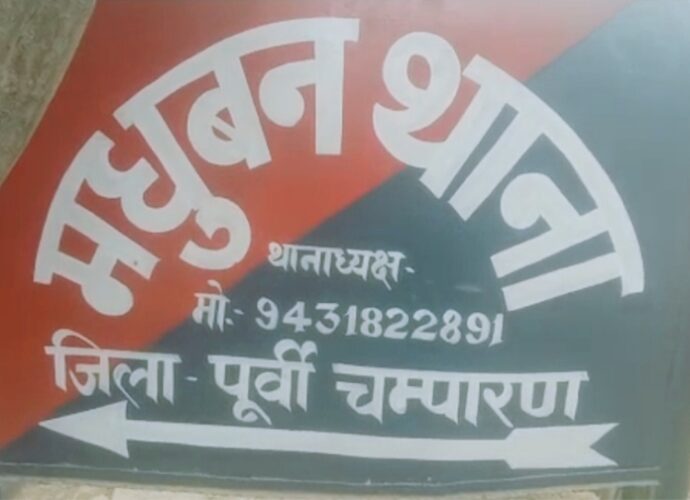 मधुबन थाना
थानाध्यक्ष-
मो.- 9431822891
जिला - पूर्वी चम्पारण